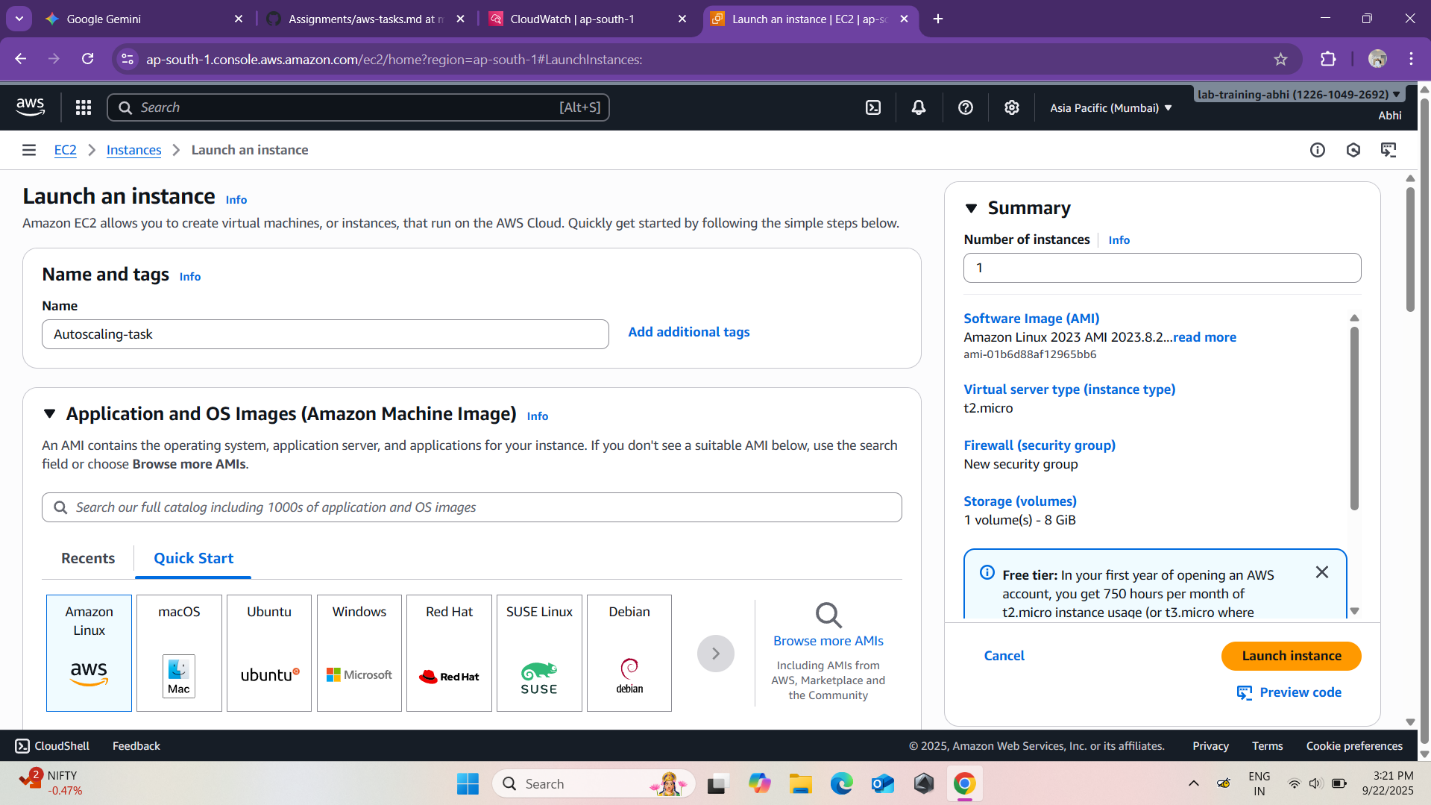 Google Gemini
Assignments/aws-tasks.md at m
CloudWatch | ap-south-1
Launch an instance | EC2 | ap-so
ap-south-1.console.aws.amazon.com/ec2/home?region=ap-south-1#LaunchInstances:
aws
Search
[Alt+S]
Asia Pacific (Mumbai)
lab-training-abhi (1226-1049-2692)
Abhi
EC2
Instances
Launch an instance
Launch an instance Info
Amazon EC2 allows you to create virtual machines, or instances, that run on the AWS Cloud. Quickly get started by following the simple steps below.
Name and tags Info
Name
Autoscaling-task
Add additional tags
Application and OS Images (Amazon Machine Image) Info
An AMI contains the operating system, application server, and applications for your instance. If you don't see a suitable AMI below, use the search
field or choose Browse more AMIs.
Search our full catalog including 1000s of application and OS images
Recents
Quick Start
Amazon
Linux
aws
macOS
Mac
Ubuntu
ubuntu
Windows
Microsoft
Red Hat
Red Hat
SUSE Linux
SUSE
Debian
debian
Browse more AMIs
Including AMIs from
AWS, Marketplace and
the Community
Summary
Number of instances Info
1
Software Image (AMI)
Amazon Linux 2023 AMI 2023.8.2...read more
ami-01b6d88af12965bb6
Virtual server type (instance type)
t2.micro
Firewall (security group)
New security group
Storage (volumes)
1 volume(s) - 8 GiB
Free tier: In your first year of opening an AWS
account, you get 750 hours per month of
t2.micro instance usage (or t3.micro where
Cancel
Launch instance
Preview code
CloudShell
Feedback
© 2025, Amazon Web Services, Inc. or its affiliates.
Privacy
Terms
Cookie preferences
2
NIFTY
-0.47%
Search
ENG
IN
3:21 PM
9/22/2025